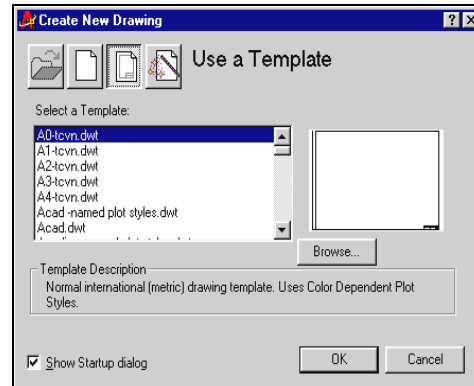 Create New Drawing
Use a Template
Select a Template:
A0-tcvn.dwt
A1-tcvn.dwt
A2-tcvn.dwt
A3-tcvn.dwt
A4-tcvn.dwt
Acad -named plot styles.dwt
Acad.dwt
Browse...
Template Description
Normal international (metric) drawing template. Uses Color Dependent Plot
Styles.
Show Startup dialog
OK
Cancel